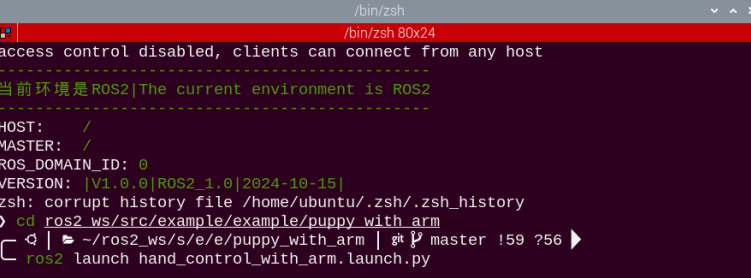 /bin/zsh
/bin/zsh 80x24
access control disabled, clients can connect from any host
----------------------------------------------
当前环境是ROS2|The current environment is ROS2
----------------------------------------------
HOST: /
MASTER: /
ROS_DOMAIN_ID: 0
VERSION: |V1.0.0|ROS2_1.0|2024-10-15|
zsh: corrupt history file /home/ubuntu/.zsh/.zsh_history
❯ cd ros2_ws/src/example/example/puppy_with_arm
~/ros2_ws/s/e/e/puppy_with_arm | git master !59 ?56
ros2 launch hand_control_with_arm.launch.py